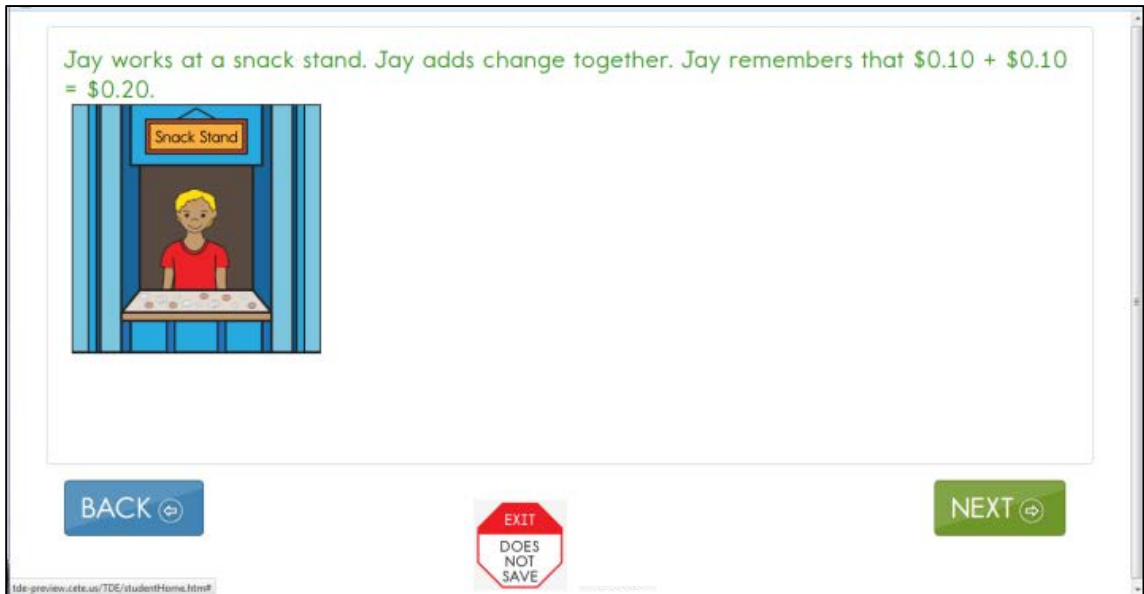 Jay works at a snack stand. Jay adds change together. Jay remembers that $0.10 + $0.10
= $0.20.
Snack Stand
BACK
NEXT
EXIT
DOES
NOT
SAVE
tde-preview.cete.us/TDE/studentHome.htm#